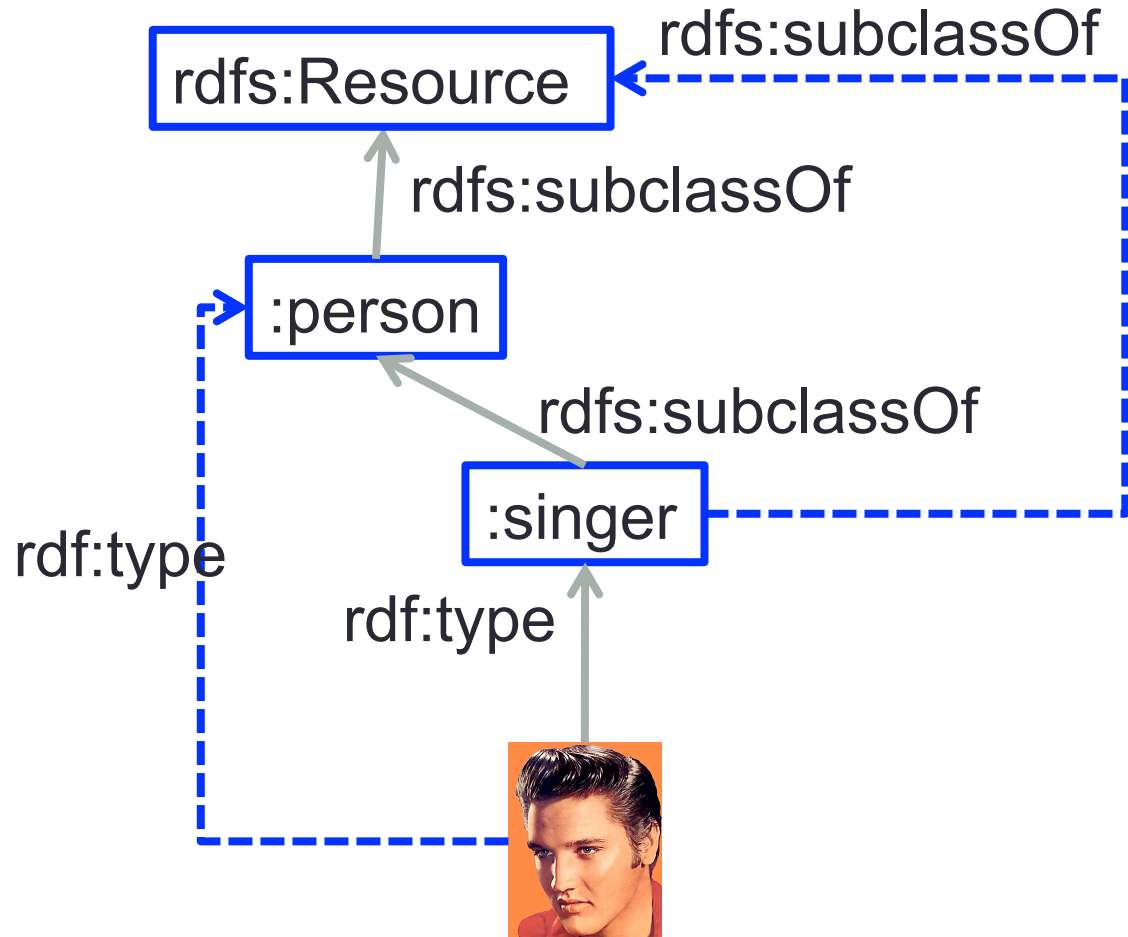 rdfs:subclassOf
rdfs:Resource
rdfs:subclassOf
:person
rdfs:subclassOf
:singer
rdf:type
rdf:type